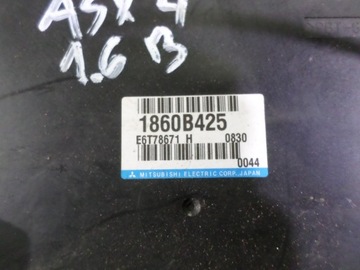 ASX 4
1.6 B
1860B425
E6T78671 H 0830
0044
MITSUBISHI ELECTRIC CORP. JAPAN